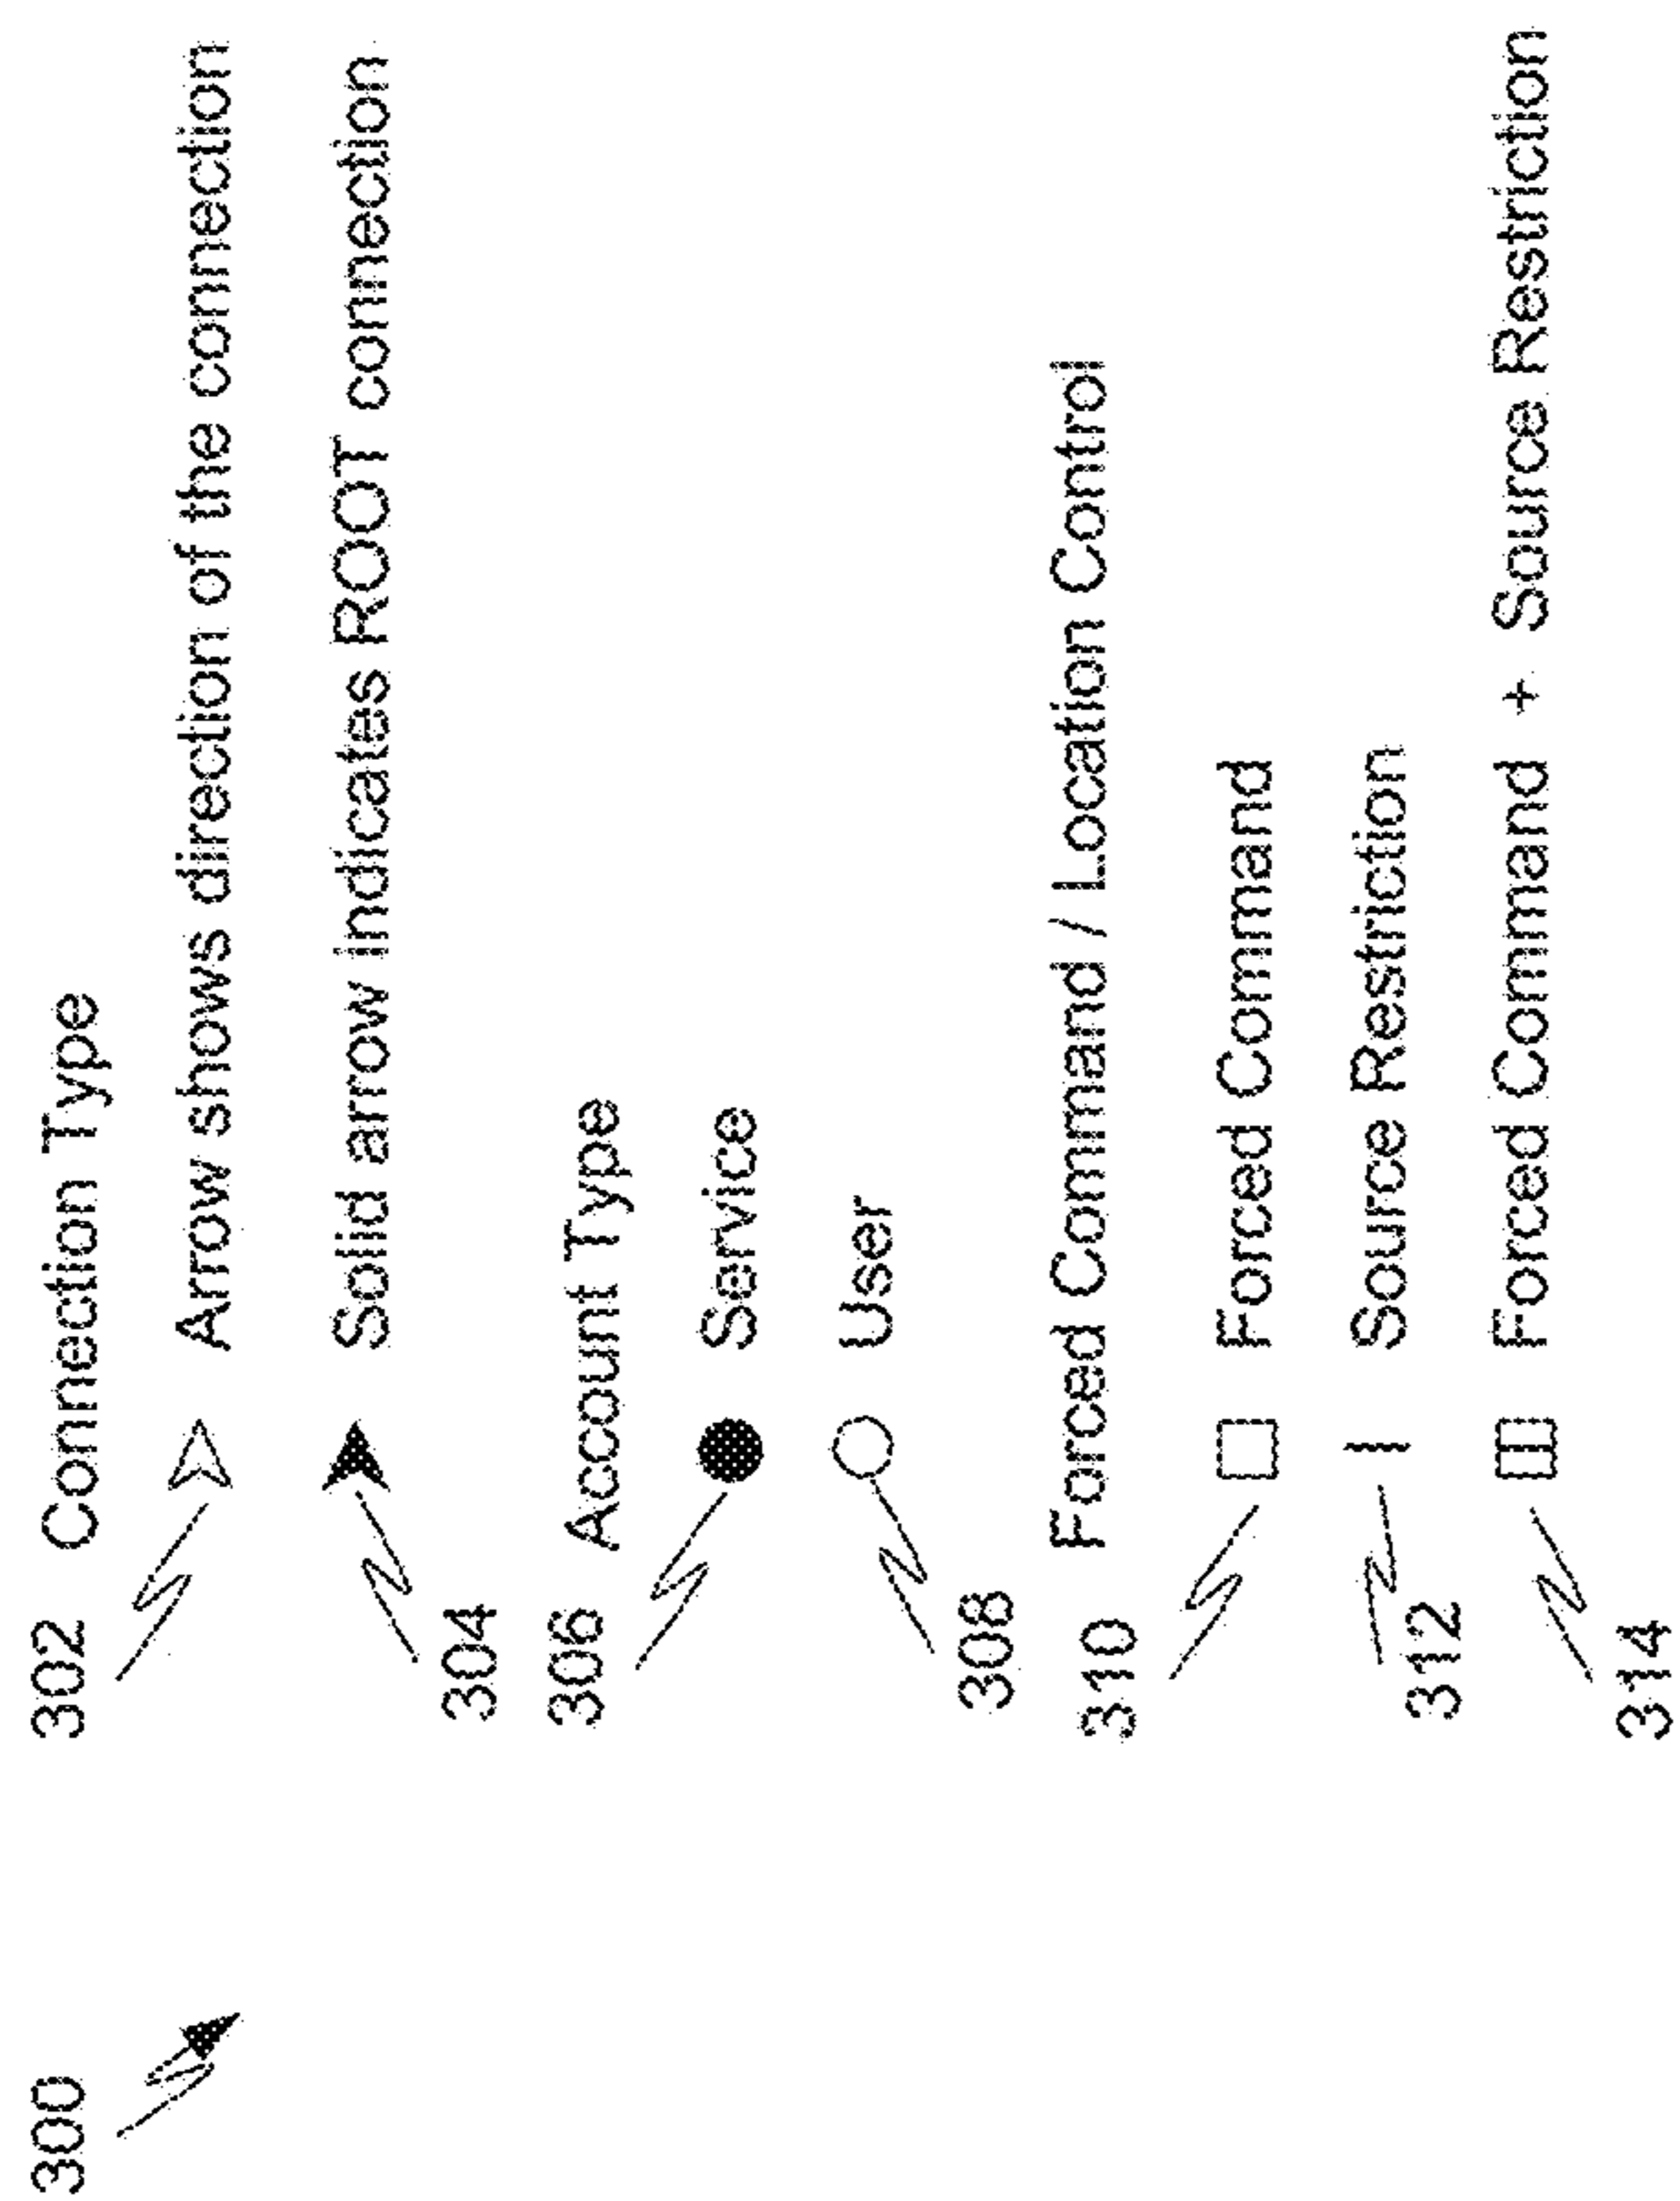 300
302
Connection Type
Arrow shows direction of the connection
Solid arrow indicates ROOT connection
304
306
Account Type
Service
User
308
Forced Command / Location Control
310
Forced Command
Source Restriction
312
Forced Command + Source Restriction
314